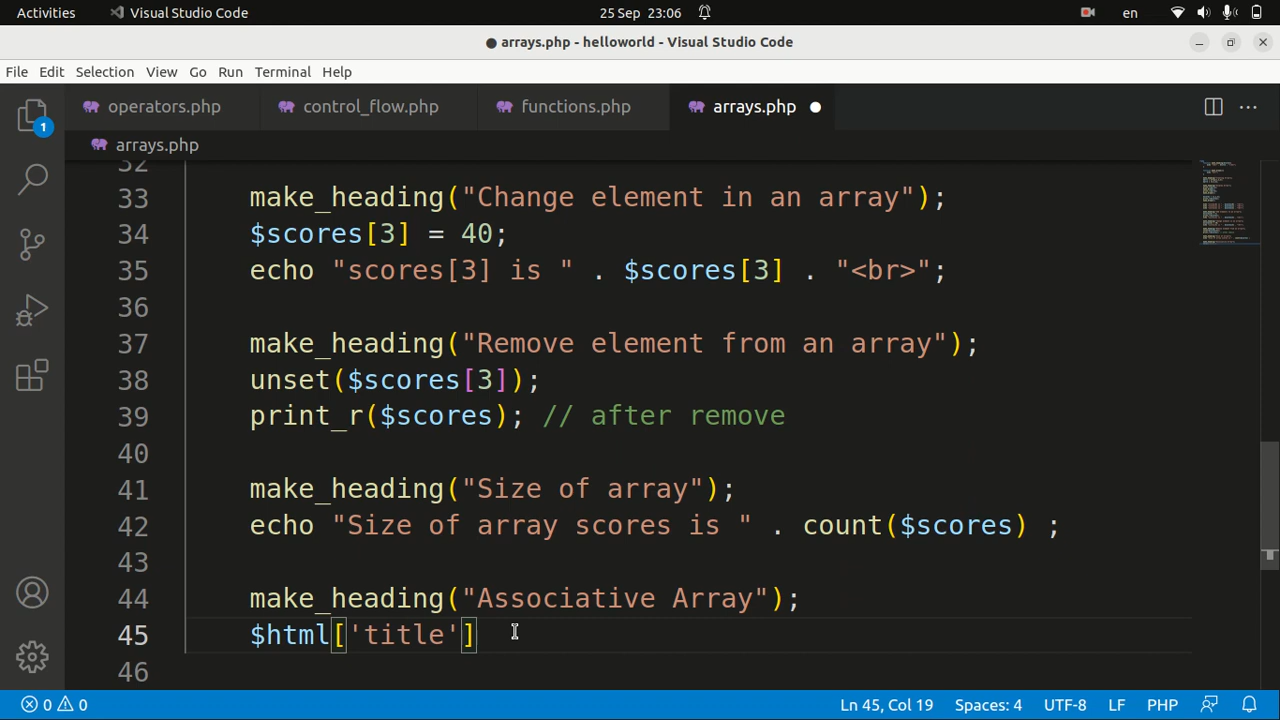 Activities Visual Studio Code 25 Sep 23:06 en
● arrays.php - helloworld - Visual Studio Code
File Edit Selection View Go Run Terminal Help
1 operators.php control_flow.php functions.php arrays.php ●
arrays.php
32
33 make_heading("Change element in an array");
34 $scores[3] = 40;
35 echo "scores[3] is " . $scores[3] . "<br>";
36
37 make_heading("Remove element from an array");
38 unset($scores[3]);
39 print_r($scores); // after remove
40
41 make_heading("Size of array");
42 echo "Size of array scores is " . count($scores) ;
43
44 make_heading("Associative Array");
45 $html['title']
46
0 0 Ln 45, Col 19 Spaces: 4 UTF-8 LF PHP